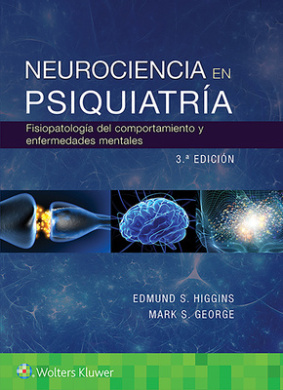 NEUROCIENCIA EN
PSIQUIATRÍA
Fisiopatología del comportamiento y
enfermedades mentales
3.ª EDICIÓN
EDMUND S. HIGGINS
MARK S. GEORGE
Wolters Kluwer